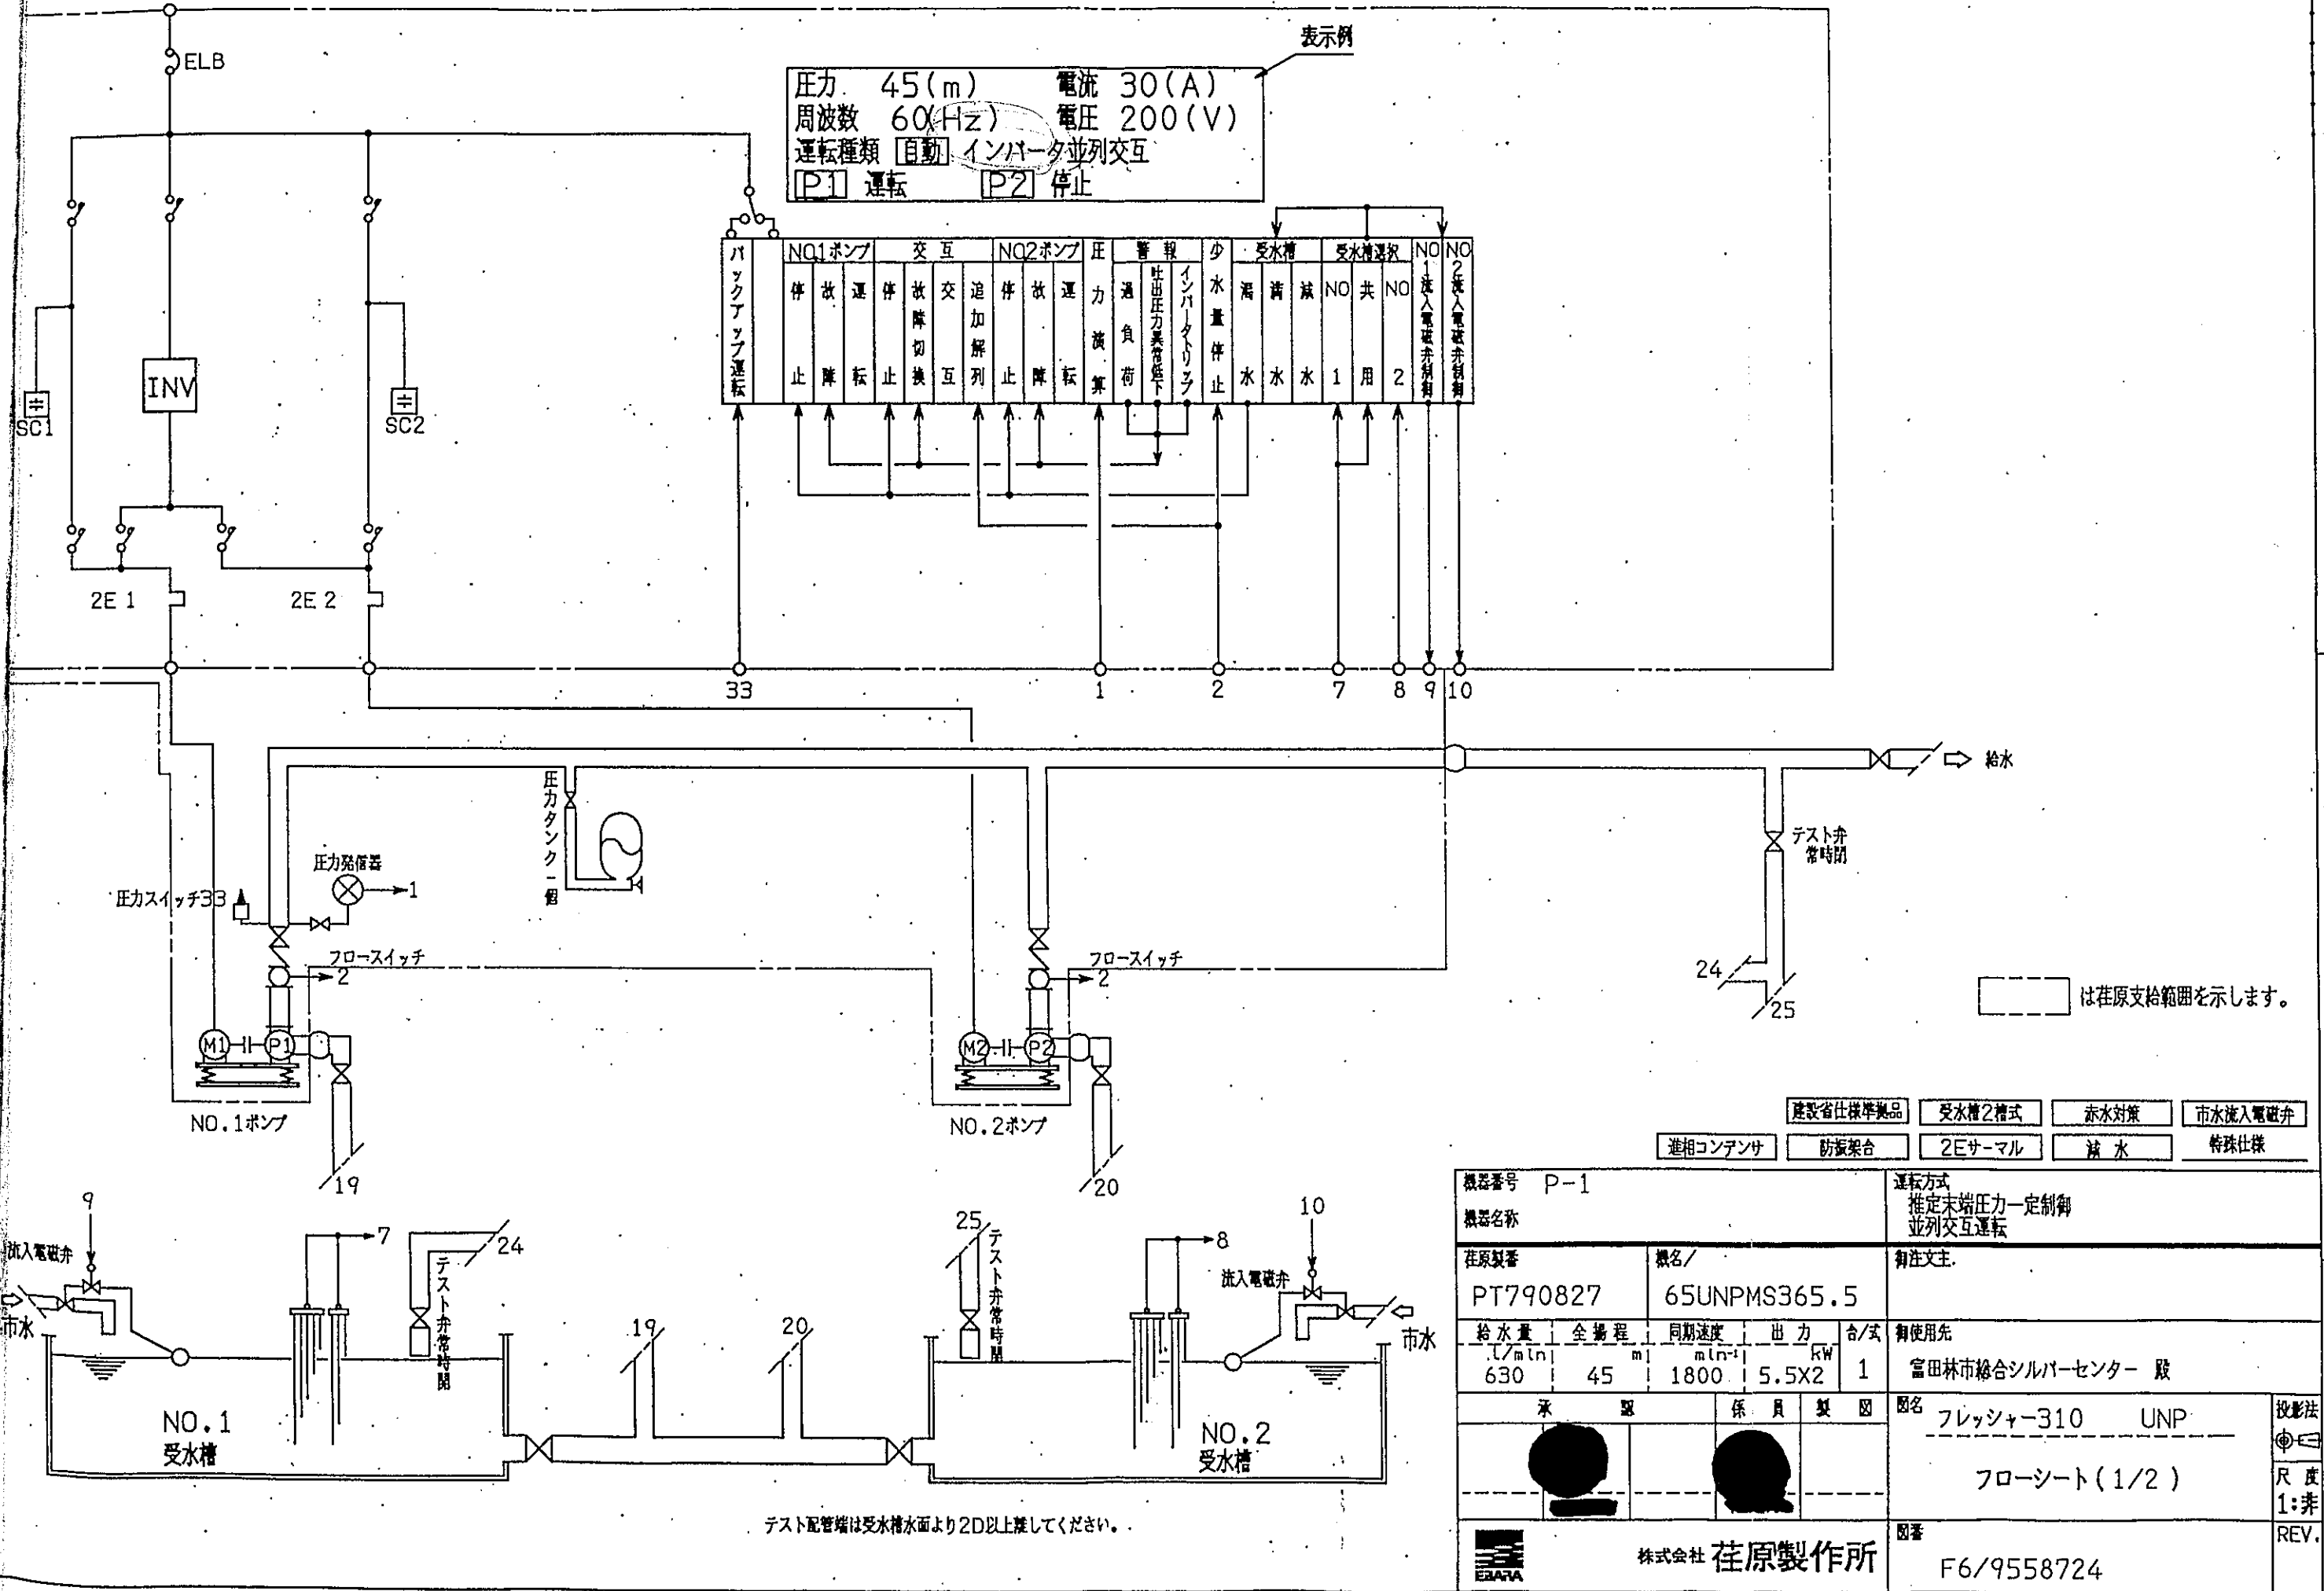 ELB
表示例
圧力 45(m) 電流 30(A)
周波数 60(Hz) 電圧 200(V)
運転種類 自動 インバータ並列交互
P1 運転 P2 停止
INV
SC1
SC2
2E 1
2E 2
バックアップ運転
NO1ポンプ
停止
故障
運転
交互
停止
故障切換
交互
追加解列
NO2ポンプ
停止
故障
運転
圧力演算
警報
過負荷
吐出圧力異常低下
インバータトリップ
少水量停止
受水槽
渇水
満水
減水
受水槽選択
NO1
共用
NO2
NO1流入電磁弁制御
NO2流入電磁弁制御
33
1
2
7
8
9
10
給水
圧力タンク一個
テスト弁
常時閉
圧力発信器
1
圧力スイッチ33
フロースイッチ
2
フロースイッチ
2
24
25
は荏原支給範囲を示します。
M1
P1
M2
P2
NO.1ポンプ
NO.2ポンプ
19
20
建設省仕様準拠品
受水槽2槽式
赤水対策
市水流入電磁弁
進相コンデンサ
防振架台
2Eサーマル
減 水
特殊仕様
9
7
24
流入電磁弁
市水
テスト弁常時閉
NO.1
受水槽
19
20
25
テスト弁常時閉
8
10
流入電磁弁
市水
NO.2
受水槽
テスト配管端は受水槽水面より2D以上離してください。
機器番号 P-1
機器名称
運転方式
推定末端圧力一定制御
並列交互運転
荏原製番
PT790827
機名/
65UNPMS365.5
御注文主.
給水量 全揚程 同期速度 出力 台/式
l/min m min-1 kW
630 45 1800 5.5X2 1
御使用先
富田林市総合シルバーセンター 殿
承 認 係 員 製 図
図名
フレッシャー310 UNP
フローシート(1/2)
投影法
尺 度
1:非
EBARA
株式会社 荏原製作所
図番
F6/9558724
REV.